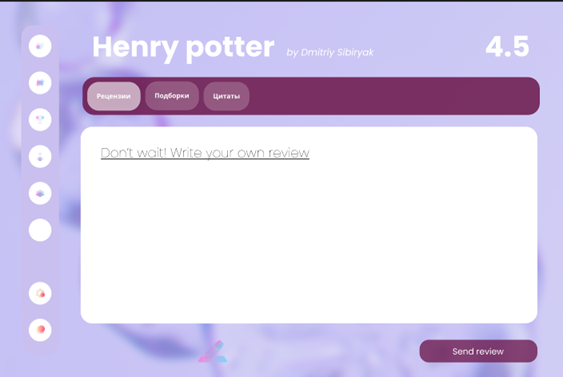 Henry potter by Dmitriy Sibiryak 4.5
Рецензии Подборки Цитаты
Don't wait! Write your own review
Send review